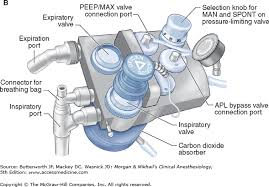 B
PEEP/MAX valve
connection port
Selection knob for
MAN and SPONT on
pressure-limiting valve
Expiratory
valve
Expiration
port
Connector for
breathing bag
Inspiration
port
APL bypass valve
connection port
Inspiratory
valve
Carbon dioxide
absorber
Source: Butterworth JF, Mackey DC, Wasnick JD: Morgan & Mikhail's Clinical Anesthesiology,
5th Edition: www.accessmedicine.com
Copyright © The McGraw-Hill Companies, Inc. All rights reserved.